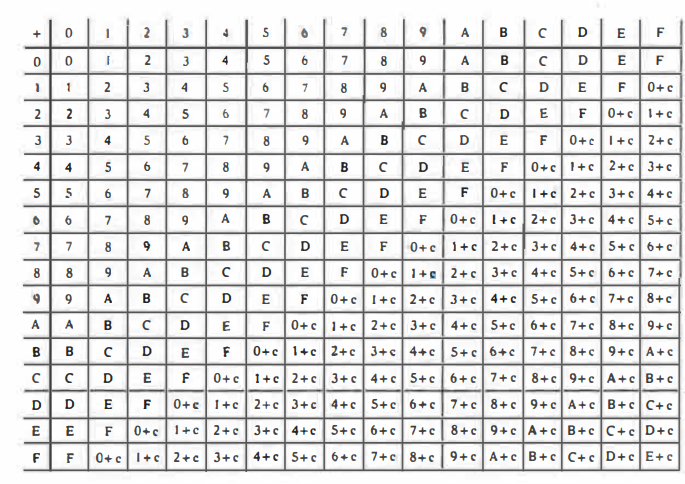 + 0 1 2 3 4 5 6 7 8 9 A B C D E F
0 0 1 2 3 4 5 6 7 8 9 A B C D E F
1 1 2 3 4 5 6 7 8 9 A B C D E F 0+c
2 2 3 4 5 6 7 8 9 A B C D E F 0+c 1+c
3 3 4 5 6 7 8 9 A B C D E F 0+c 1+c 2+c
4 4 5 6 7 8 9 A B C D E F 0+c 1+c 2+c 3+c
5 5 6 7 8 9 A B C D E F 0+c 1+c 2+c 3+c 4+c
6 6 7 8 9 A B C D E F 0+c 1+c 2+c 3+c 4+c 5+c
7 7 8 9 A B C D E F 0+c 1+c 2+c 3+c 4+c 5+c 6+c
8 8 9 A B C D E F 0+c 1+c 2+c 3+c 4+c 5+c 6+c 7+c
9 9 A B C D E F 0+c 1+c 2+c 3+c 4+c 5+c 6+c 7+c 8+c
A A B C D E F 0+c 1+c 2+c 3+c 4+c 5+c 6+c 7+c 8+c 9+c
B B C D E F 0+c 1+c 2+c 3+c 4+c 5+c 6+c 7+c 8+c 9+c A+c
C C D E F 0+c 1+c 2+c 3+c 4+c 5+c 6+c 7+c 8+c 9+c A+c B+c
D D E F 0+c 1+c 2+c 3+c 4+c 5+c 6+c 7+c 8+c 9+c A+c B+c C+c
E E F 0+c 1+c 2+c 3+c 4+c 5+c 6+c 7+c 8+c 9+c A+c B+c C+c D+c
F F 0+c 1+c 2+c 3+c 4+c 5+c 6+c 7+c 8+c 9+c A+c B+c C+c D+c E+c